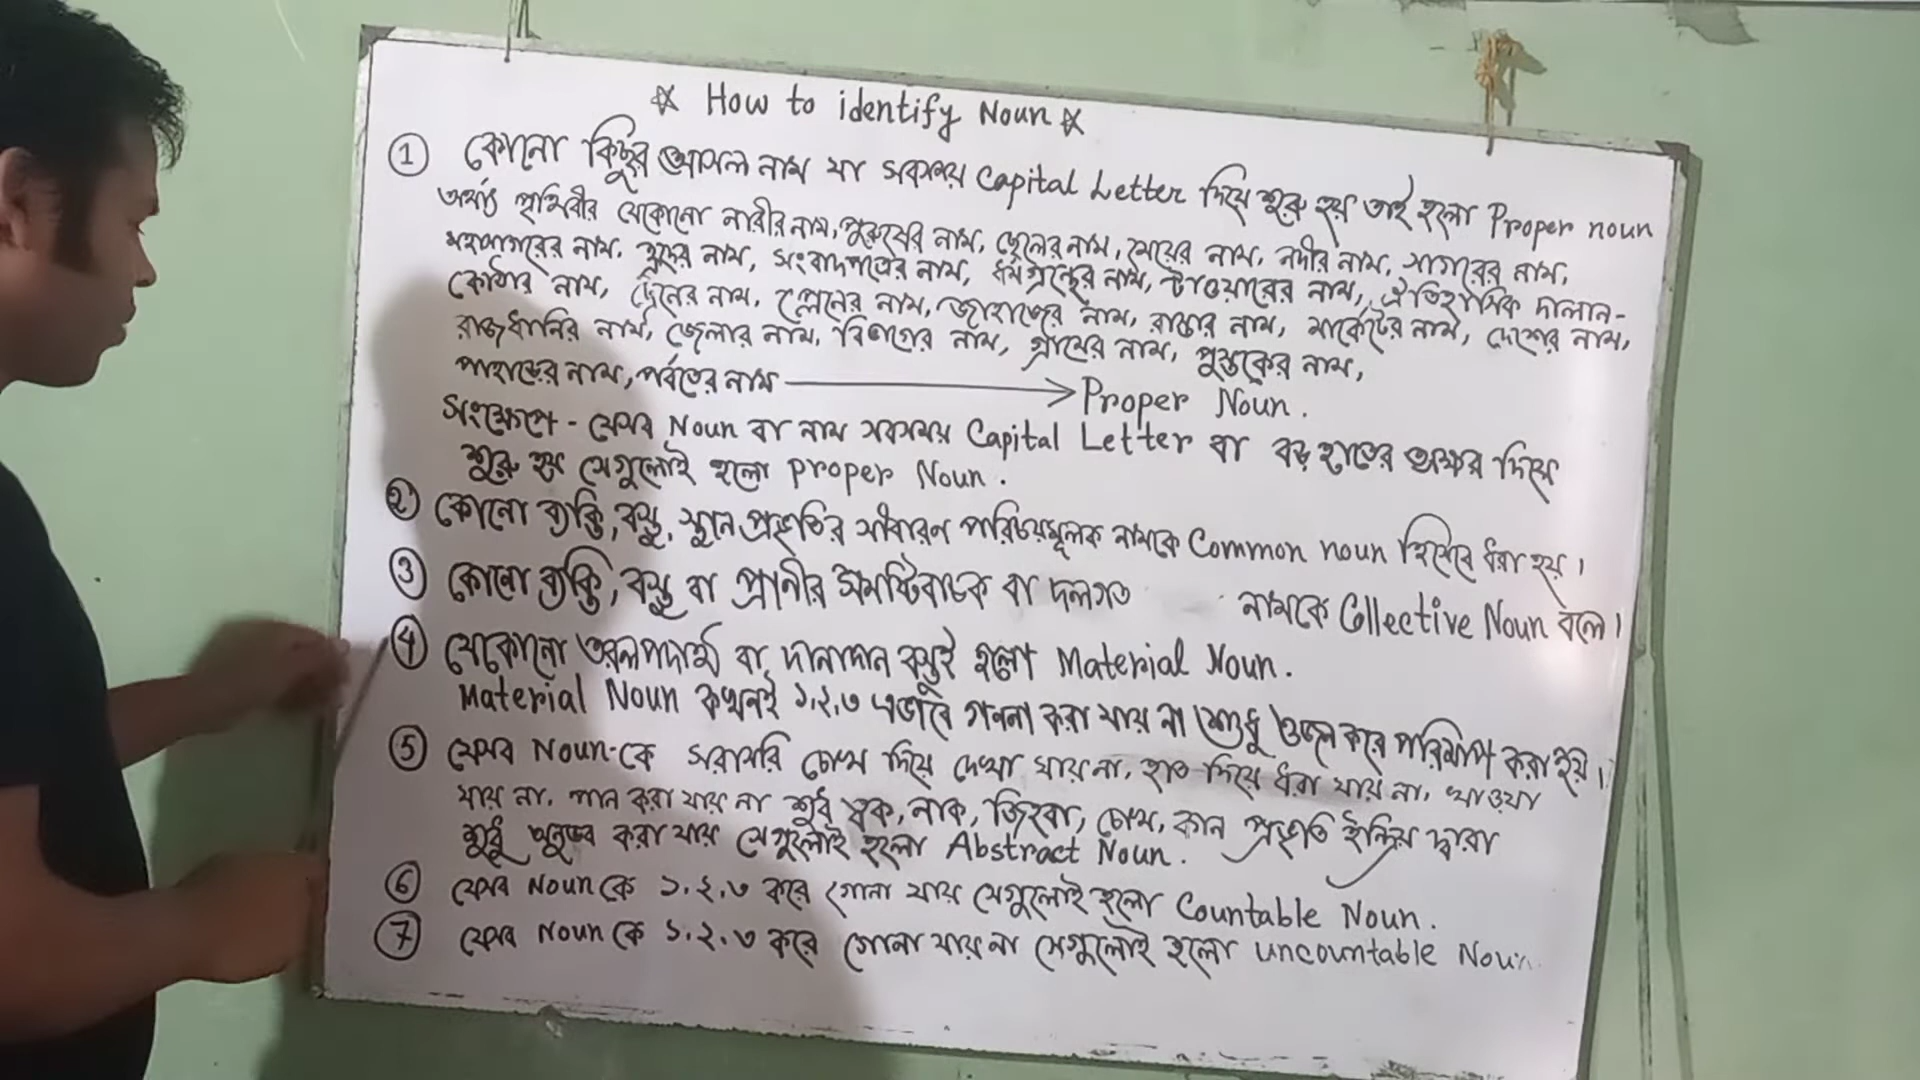 ☆ How to identify Noun ☆
① কোনো কিছুর আসল নাম যা সবসময় Capital Letter দিয়ে শুরু হয় তাই হলো Proper noun
অর্থাৎ পৃথিবীর যেকোনো নারীর নাম, পুরুষের নাম, ছেলের নাম, মেয়ের নাম, নদীর নাম, সাগরের নাম,
মহাসাগরের নাম, হ্রদের নাম, সংবাদপত্রের নাম, ধর্মগ্রন্থের নাম, টাওয়ারের নাম, ঐতিহাসিক দালান-
কোঠার নাম, ট্রেনের নাম, প্লেনের নাম, জাহাজের নাম, রাস্তার নাম, মার্কেটের নাম, দেশের নাম,
রাজধানির নাম, জেলার নাম, বিভাগের নাম, গ্রামের নাম, পুস্তকের নাম,
পাহাড়ের নাম, পর্বতের নাম ⟶ Proper Noun.
সংক্ষেপে - যেসব Noun বা নাম সবসময় Capital Letter বা বড় হাতের অক্ষর দিয়ে
শুরু হয় সেগুলোই হলো proper Noun.
② কোনো ব্যক্তি, বস্তু, স্থান প্রভৃতির সাধারণ পরিচয়মূলক নামকে Common noun হিসেবে ধরা হয়।
③ কোনো ব্যক্তি, বস্তু বা প্রাণীর সমষ্টিবাচক বা দলগত নামকে Collective Noun বলে।
④ যেকোনো তরলপদার্থ বা দানাদান বস্তুই হলো Material Noun.
Material Noun কখনই ১,২,৩ এভাবে গননা করা যায় না শুধু ওজন করে পরিমাপ করা হয়।
⑤ যেসব Noun-কে সরাসরি চোখ দিয়ে দেখা যায় না, হাত দিয়ে ধরা যায় না, খাওয়া
যায় না, পান করা যায় না শুধু ত্বক, নাক, জিহবা, চোখ, কান প্রভৃতি ইন্দ্রিয় দ্বারা
শুধু অনুভব করা যায় সেগুলোই হলো Abstract Noun.
⑥ যেসব Noun কে ১.২.৩ করে গোনা যায় সেগুলোই হলো Countable Noun.
⑦ যেসব Noun কে ১.২.৩ করে গোনা যায় না সেগুলোই হলো uncountable Noun.